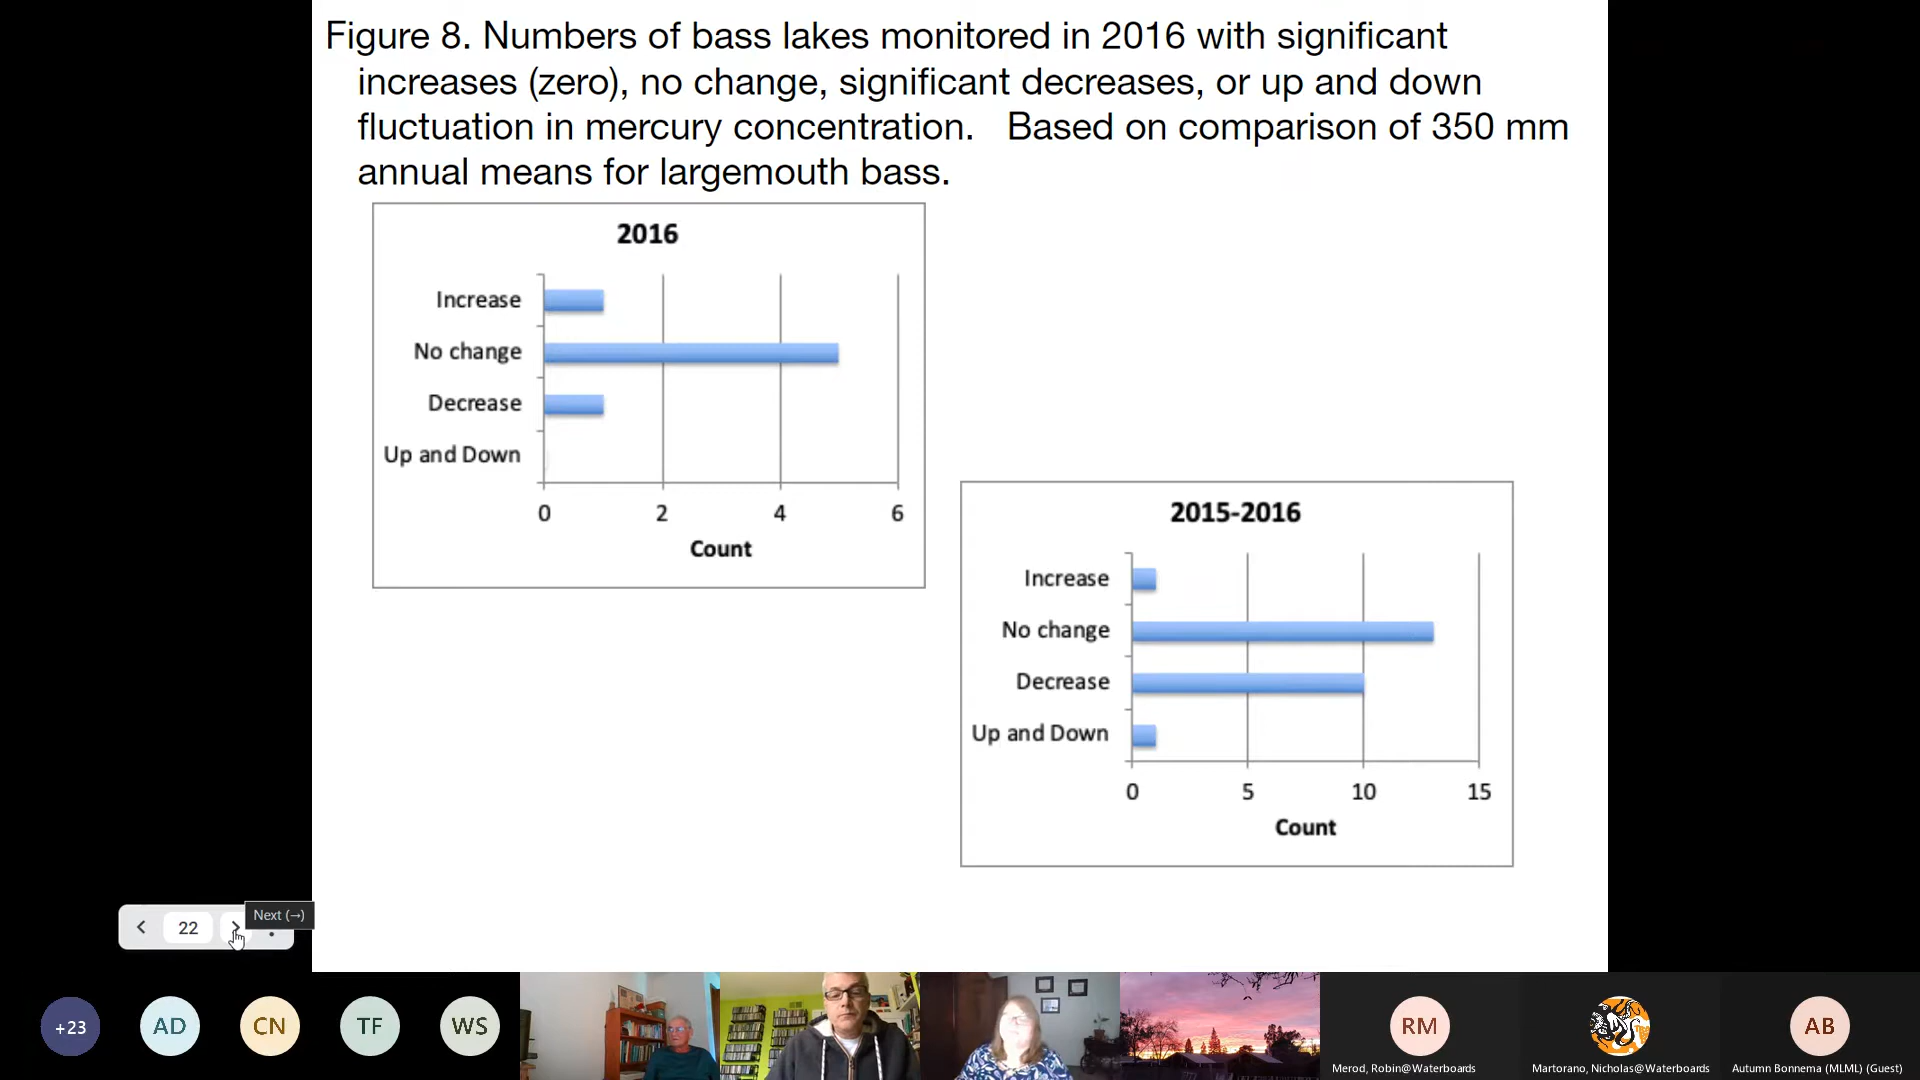 Figure 8. Numbers of bass lakes monitored in 2016 with significant
increases (zero), no change, significant decreases, or up and down
fluctuation in mercury concentration. Based on comparison of 350 mm
annual means for largemouth bass.
2016
Increase
No change
Decrease
Up and Down
0 2 4 6
Count
2015-2016
Increase
No change
Decrease
Up and Down
0 5 10 15
Count
Next (→)
22
+23
AD
CN
TF
WS
RM
AB
Merod, Robin@Waterboards
Martorano, Nicholas@Waterboards
Autumn Bonnema (MLML) (Guest)